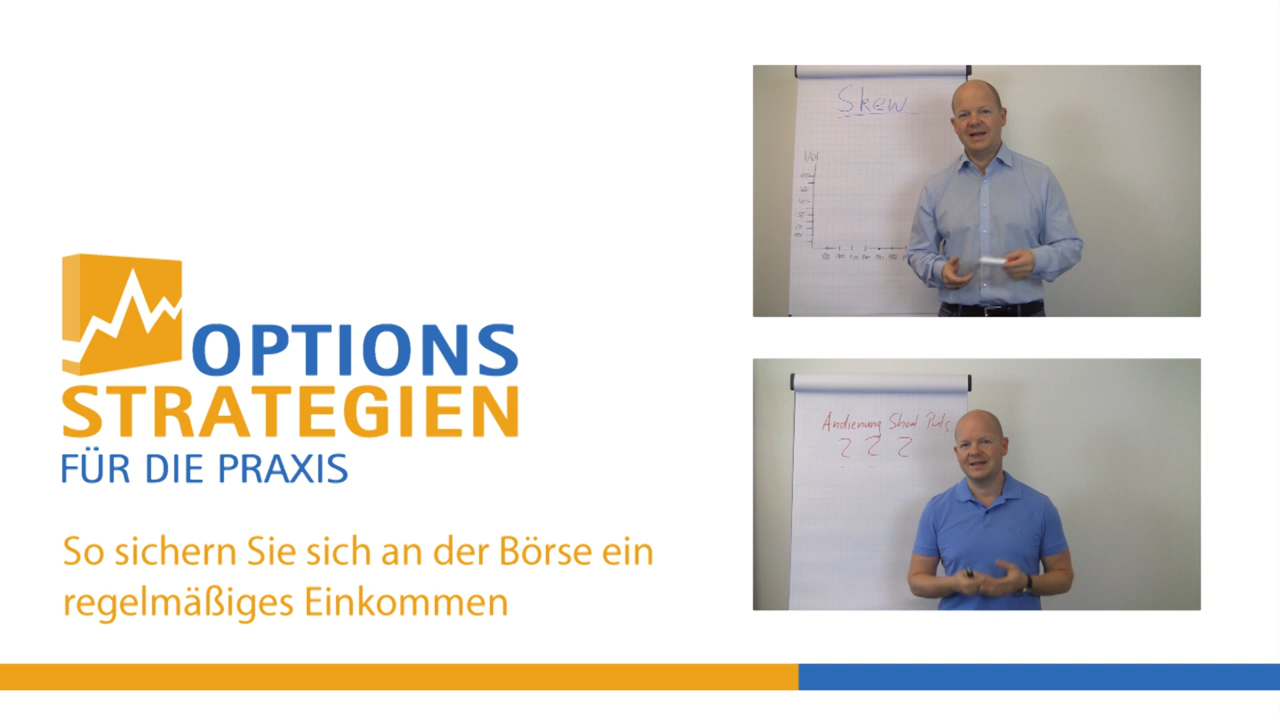 OPTIONS
STRATEGIEN
FÜR DIE PRAXIS
So sichern Sie sich an der Börse ein
regelmäßiges Einkommen
Skew
Vol
Andienung Short Puts
? ? ?